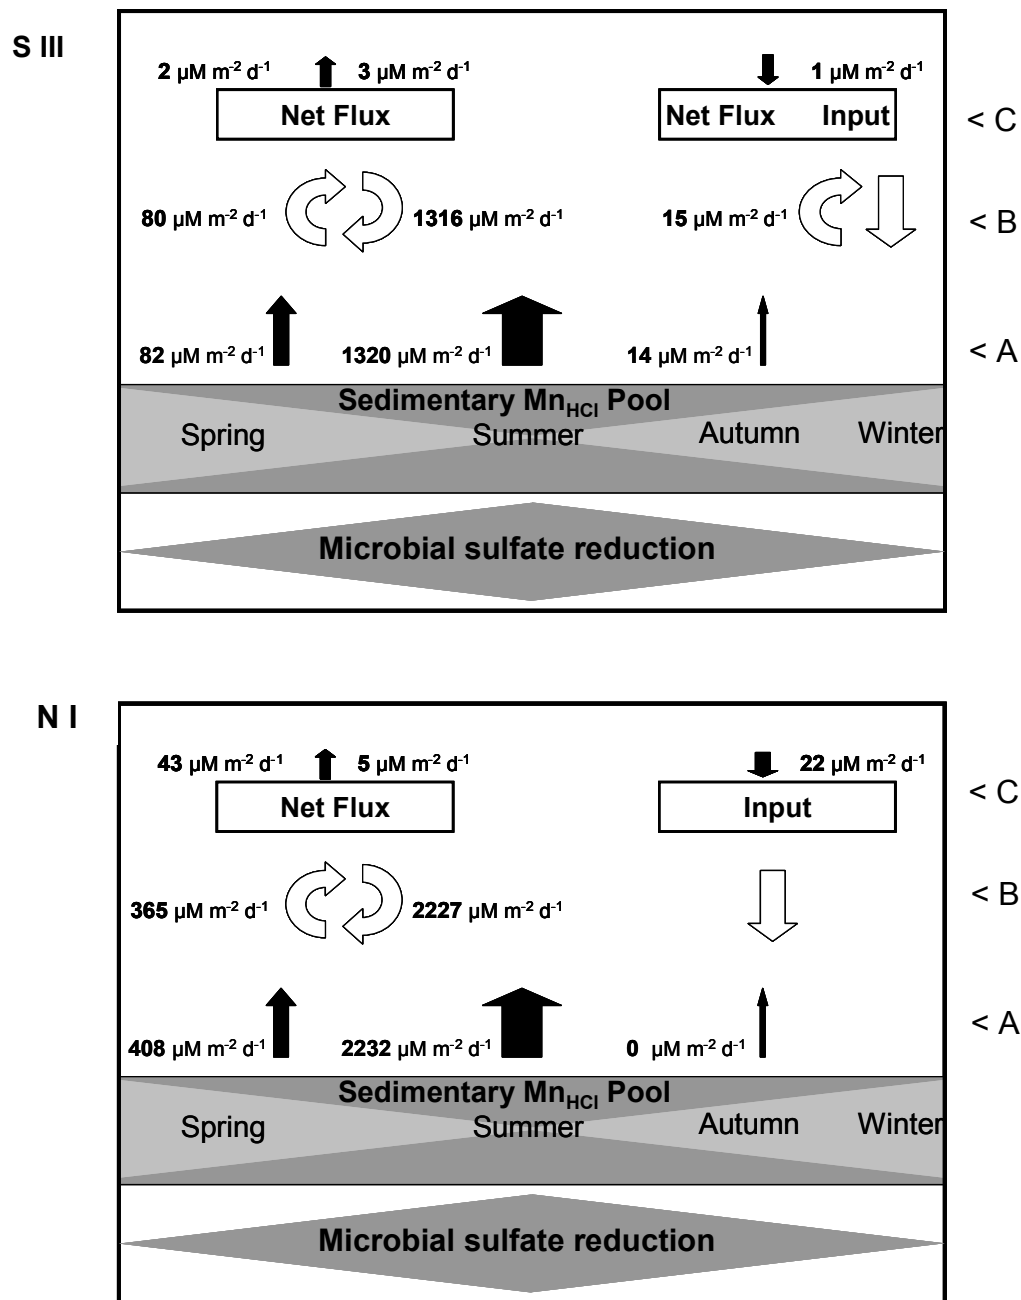 S III
2 µM m-2 d-1 3 µM m-2 d-1 1 µM m-2 d-1
Net Flux Net Flux Input < C
80 µM m-2 d-1 1316 µM m-2 d-1 15 µM m-2 d-1 < B
82 µM m-2 d-1 1320 µM m-2 d-1 14 µM m-2 d-1 < A
Sedimentary MnHCl Pool
Spring Summer Autumn Winter
Microbial sulfate reduction
N I
43 µM m-2 d-1 5 µM m-2 d-1 22 µM m-2 d-1
Net Flux Input < C
365 µM m-2 d-1 2227 µM m-2 d-1 < B
408 µM m-2 d-1 2232 µM m-2 d-1 0 µM m-2 d-1 < A
Sedimentary MnHCl Pool
Spring Summer Autumn Winter
Microbial sulfate reduction